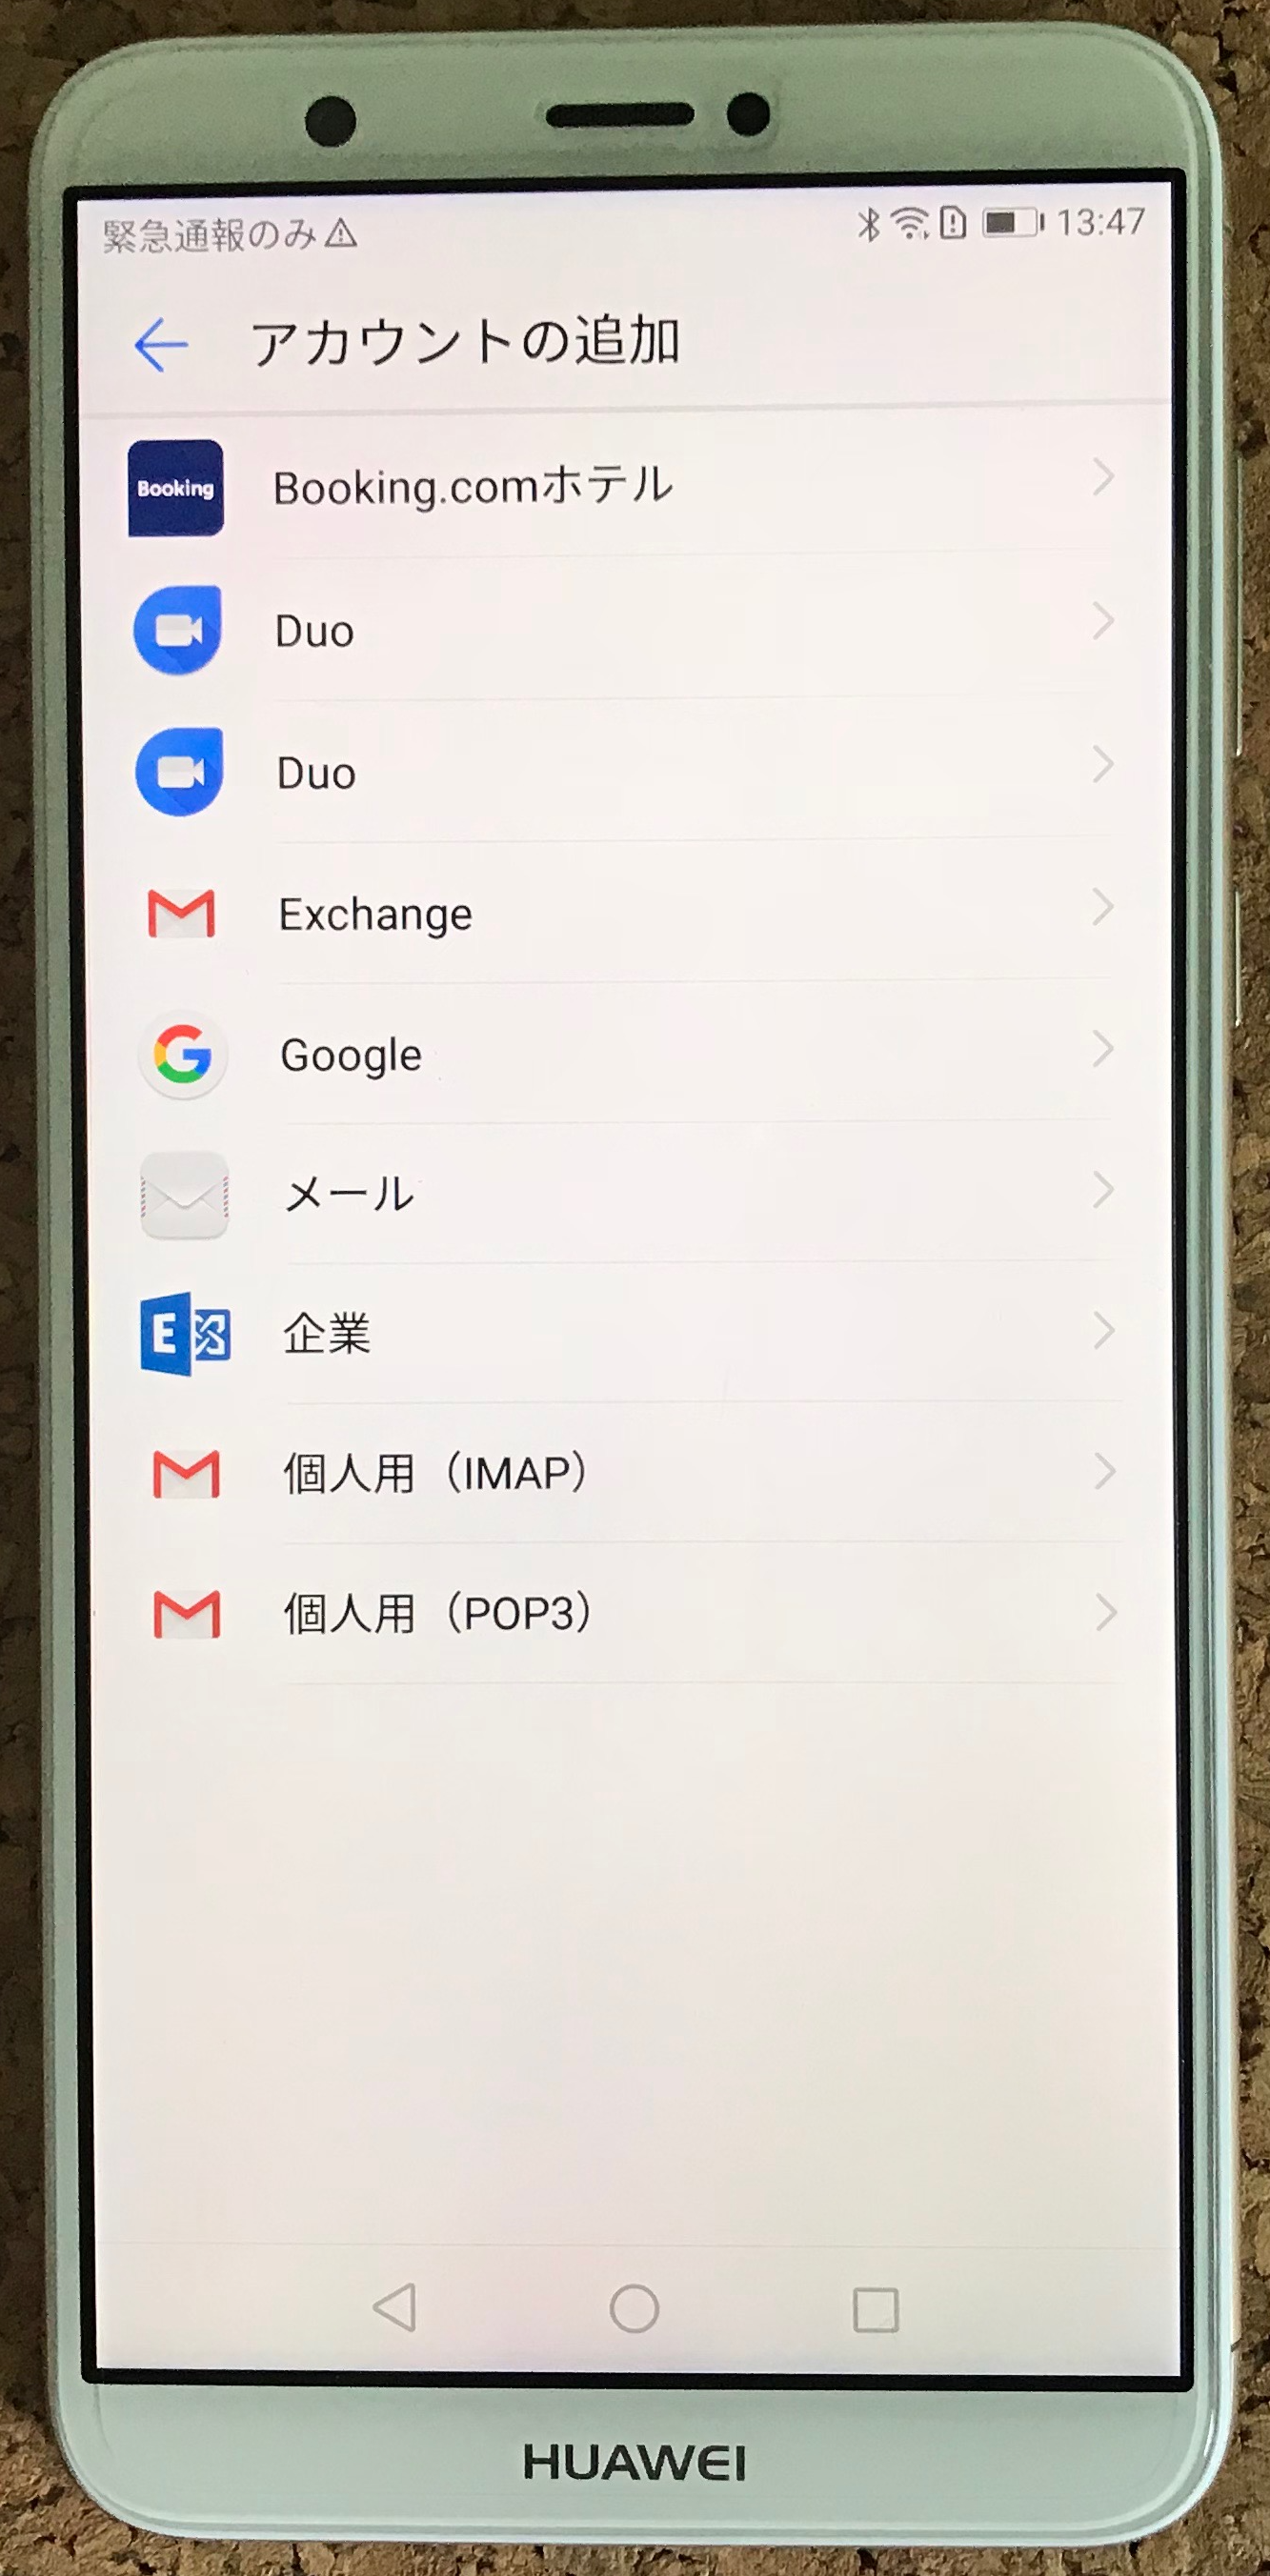 緊急通報のみ
13:47
アカウントの追加
Booking
Booking.comホテル
Duo
Duo
Exchange
Google
メール
企業
個人用（IMAP）
個人用（POP3）
HUAWEI